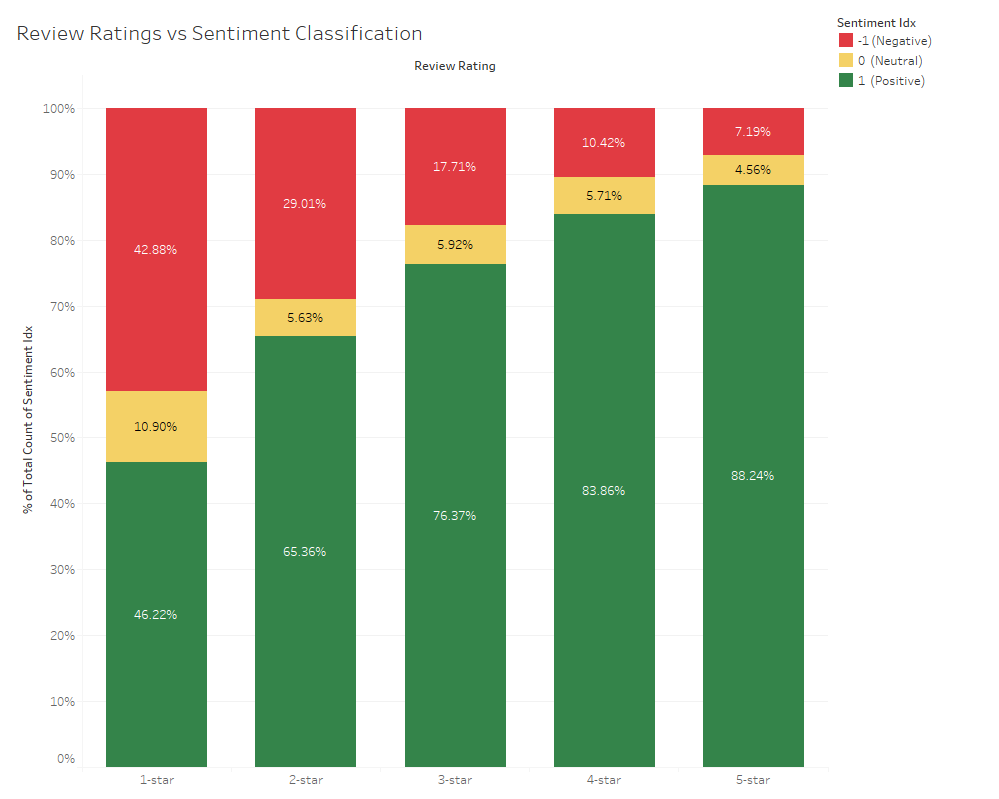 Review Ratings vs Sentiment Classification
Sentiment Idx
-1 (Negative)
0 (Neutral)
1 (Positive)
Review Rating
% of Total Count of Sentiment Idx
100%
90%
80%
70%
60%
50%
40%
30%
20%
10%
0%
42.88%
10.90%
46.22%
29.01%
5.63%
65.36%
17.71%
5.92%
76.37%
10.42%
5.71%
83.86%
7.19%
4.56%
88.24%
1-star
2-star
3-star
4-star
5-star